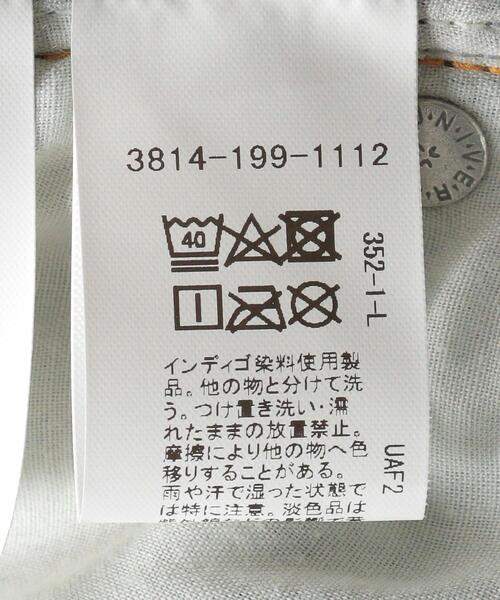 3814-199-1112
40
352-1-L
インディゴ染料使用製
品。他の物と分けて洗
う。つけ置き洗い・濡
れたままの放置禁止。
摩擦により他の物へ色
移りすることがある。
雨や汗で湿った状態で
は特に注意。淡色品は
UAF2
UNIVER